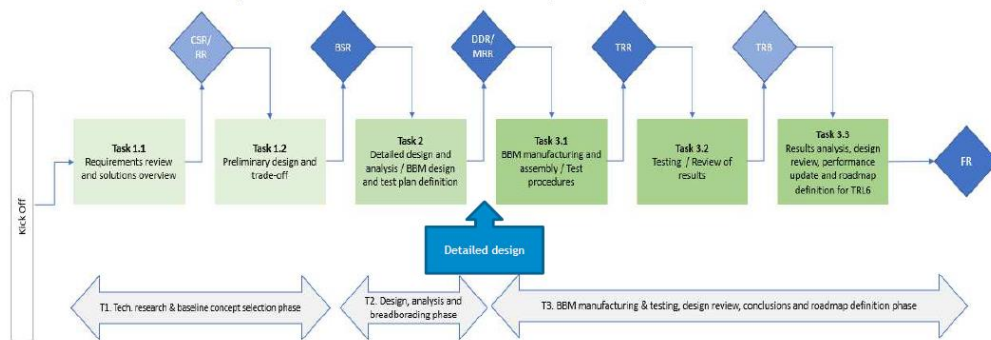 CSR/
RR
BSR
DDR/
MRR
TRR
TRB
Kick Off
Task 1.1
Requirements review
and solutions overview
Task 1.2
Preliminary design and
trade-off
Task 2
Detailed design and
analysis / BBM design
and test plan definition
Task 3.1
BBM manufacturing and
assembly / Test
procedures
Task 3.2
Testing / Review of
results
Task 3.3
Results analysis, design
review, performance
update and roadmap
definition for TRL6
FR
Detailed design
T1. Tech. research & baseline concept selection phase
T2. Design, analysis and
breadborading phase
T3. BBM manufacturing & testing, design review, conclusions and roadmap definition phase